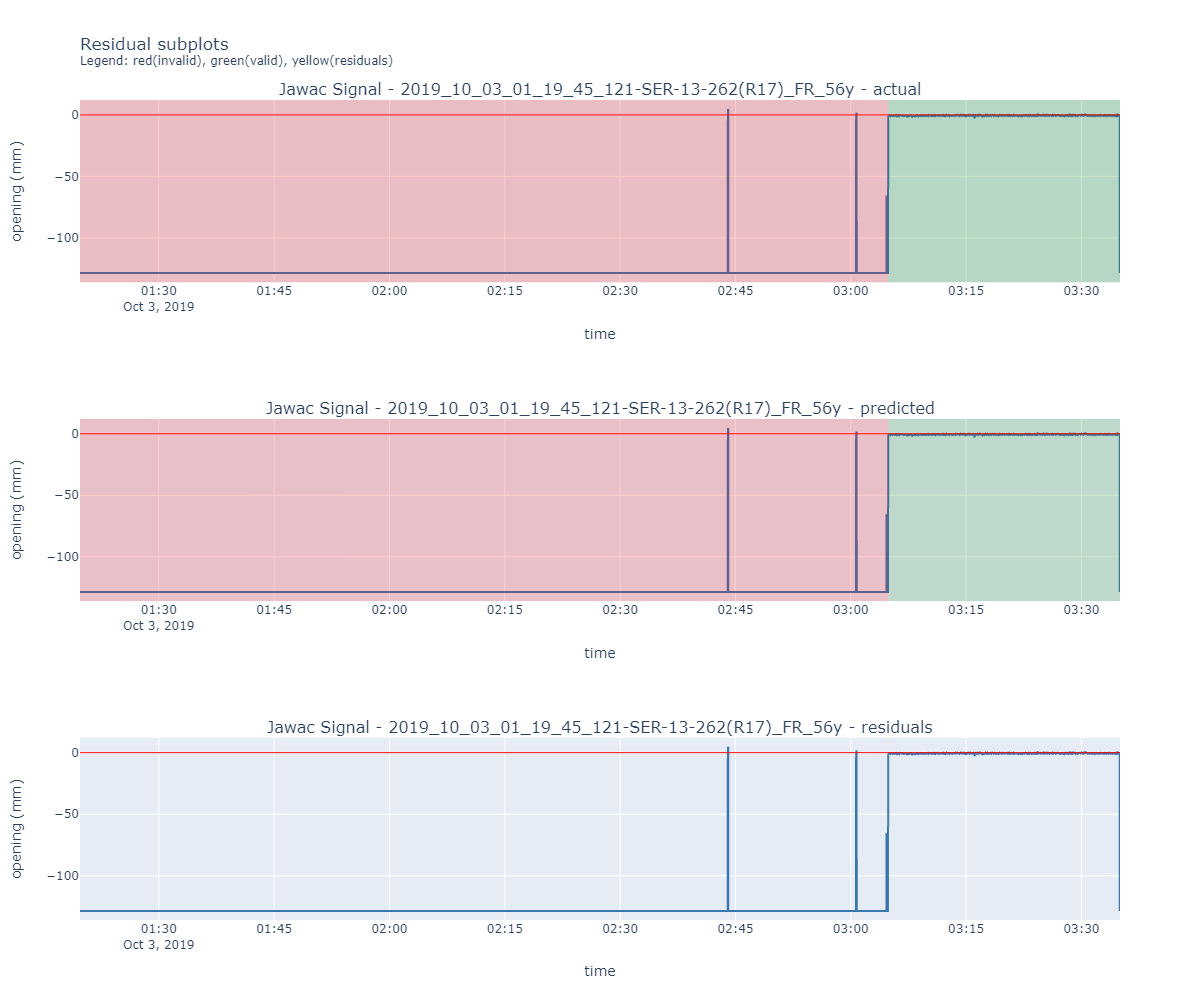 Residual subplots
Legend: red(invalid), green(valid), yellow(residuals)
Jawac Signal - 2019_10_03_01_19_45_121-SER-13-262(R17)_FR_56y - actual
0
−50
−100
opening (mm)
01:30 01:45 02:00 02:15 02:30 02:45 03:00 03:15 03:30
Oct 3, 2019
time
Jawac Signal - 2019_10_03_01_19_45_121-SER-13-262(R17)_FR_56y - predicted
0
−50
−100
opening (mm)
01:30 01:45 02:00 02:15 02:30 02:45 03:00 03:15 03:30
Oct 3, 2019
time
Jawac Signal - 2019_10_03_01_19_45_121-SER-13-262(R17)_FR_56y - residuals
0
−50
−100
opening (mm)
01:30 01:45 02:00 02:15 02:30 02:45 03:00 03:15 03:30
Oct 3, 2019
time